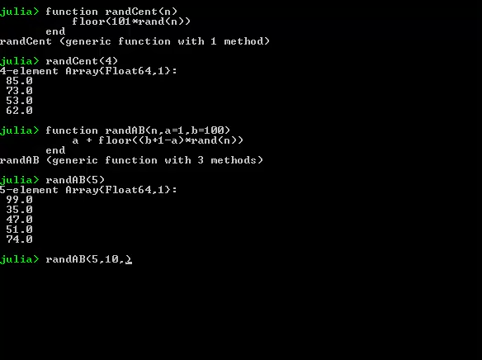 julia> function randCent(n)
floor(101*rand(n))
end
randCent (generic function with 1 method)
julia> randCent(4)
4-element Array(Float64,1):
85.0
73.0
53.0
62.0
julia> function randAB(n,a=1,b=100)
a + floor((b+1-a)*rand(n))
end
randAB (generic function with 3 methods)
julia> randAB(5)
5-element Array(Float64,1):
99.0
35.0
47.0
51.0
74.0
julia> randAB(5,10,)